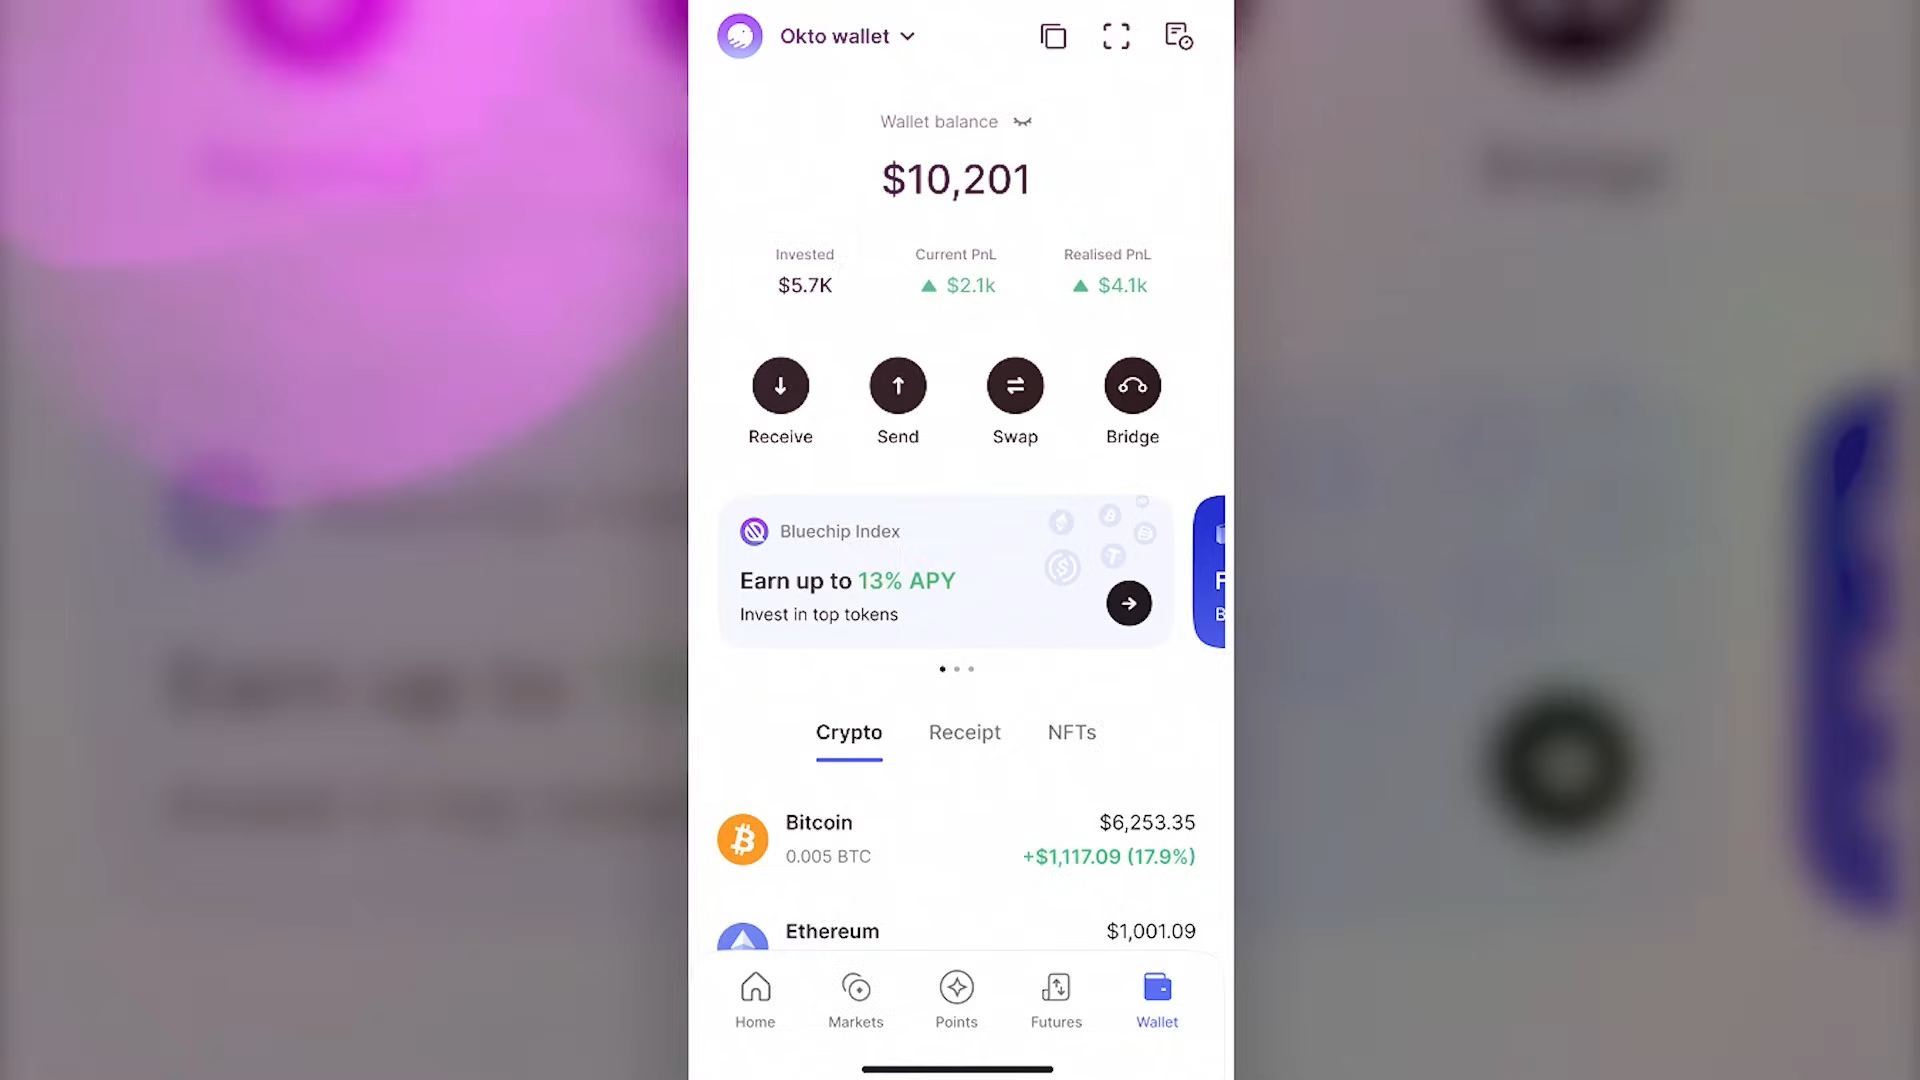 Okto wallet
Wallet balance
$10,201
Invested Current PnL Realised PnL
$5.7K $2.1k $4.1k
Receive Send Swap Bridge
Bluechip Index
Earn up to 13% APY
Invest in top tokens
F
B
Crypto Receipt NFTs
Bitcoin $6,253.35
0.005 BTC +$1,117.09 (17.9%)
Ethereum $1,001.09
Home Markets Points Futures Wallet